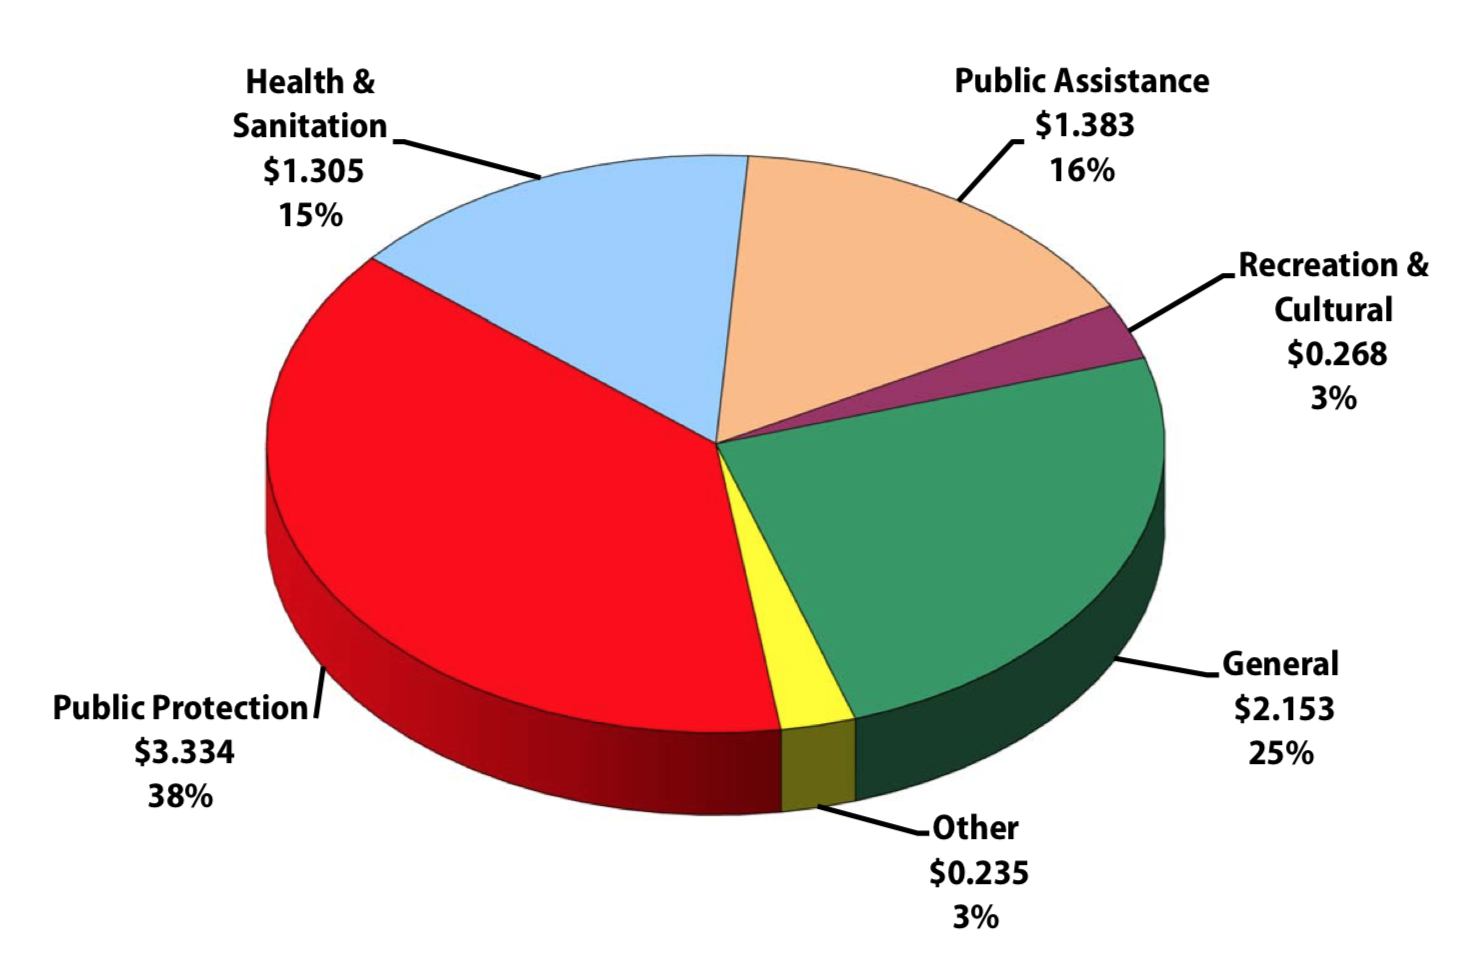 Health &
Sanitation
$1.305
15%
Public Assistance
$1.383
16%
Recreation &
Cultural
$0.268
3%
General
$2.153
25%
Other
$0.235
3%
Public Protection
$3.334
38%